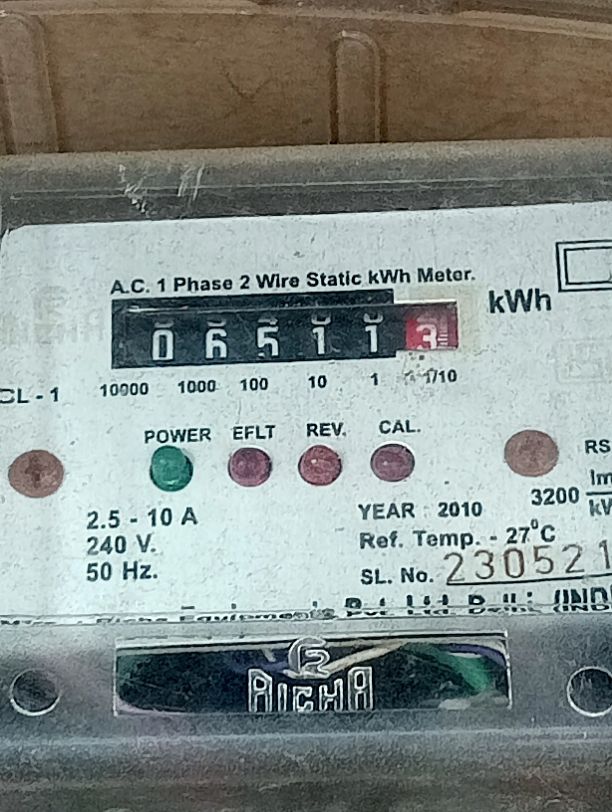 A.C. 1 Phase 2 Wire Static kWh Meter.
kWh
0 6 5 1 1 3
CL - 1
10000 1000 100 10 1 1/10
POWER EFLT REV. CAL.
RS
2.5 - 10 A
240 V.
50 Hz.
YEAR : 2010
3200
Ref. Temp. - 27°C
SL. No. 230521
RICHA